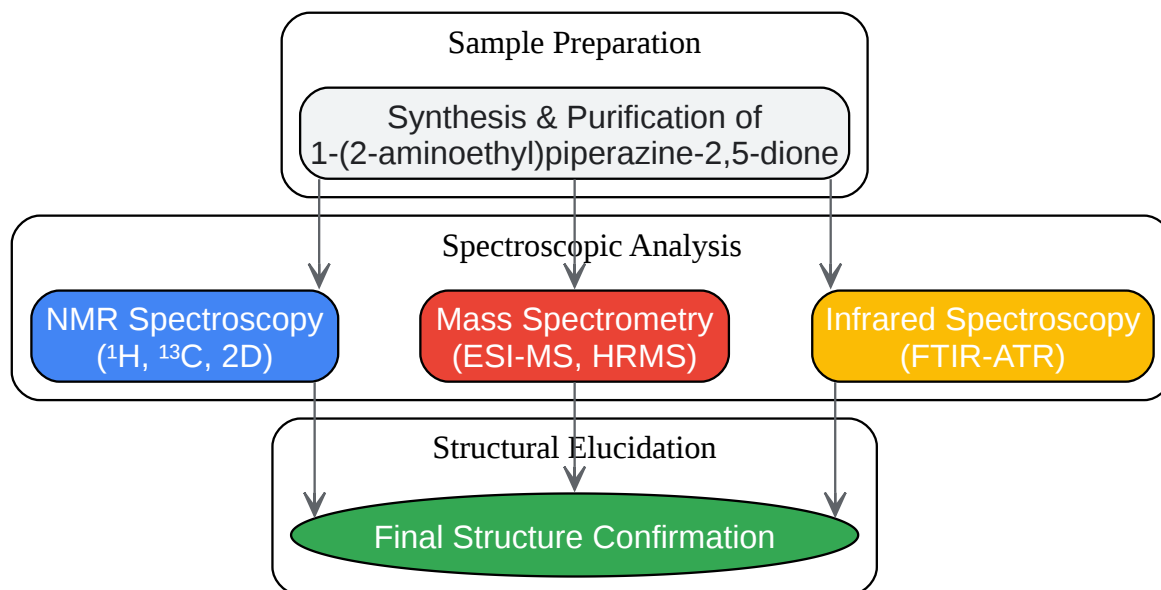 Sample Preparation
Synthesis & Purification of
1-(2-aminoethyl)piperazine-2,5-dione
Spectroscopic Analysis
NMR Spectroscopy
(¹H, ¹³C, 2D)
Mass Spectrometry
(ESI-MS, HRMS)
Infrared Spectroscopy
(FTIR-ATR)
Structural Elucidation
Final Structure Confirmation